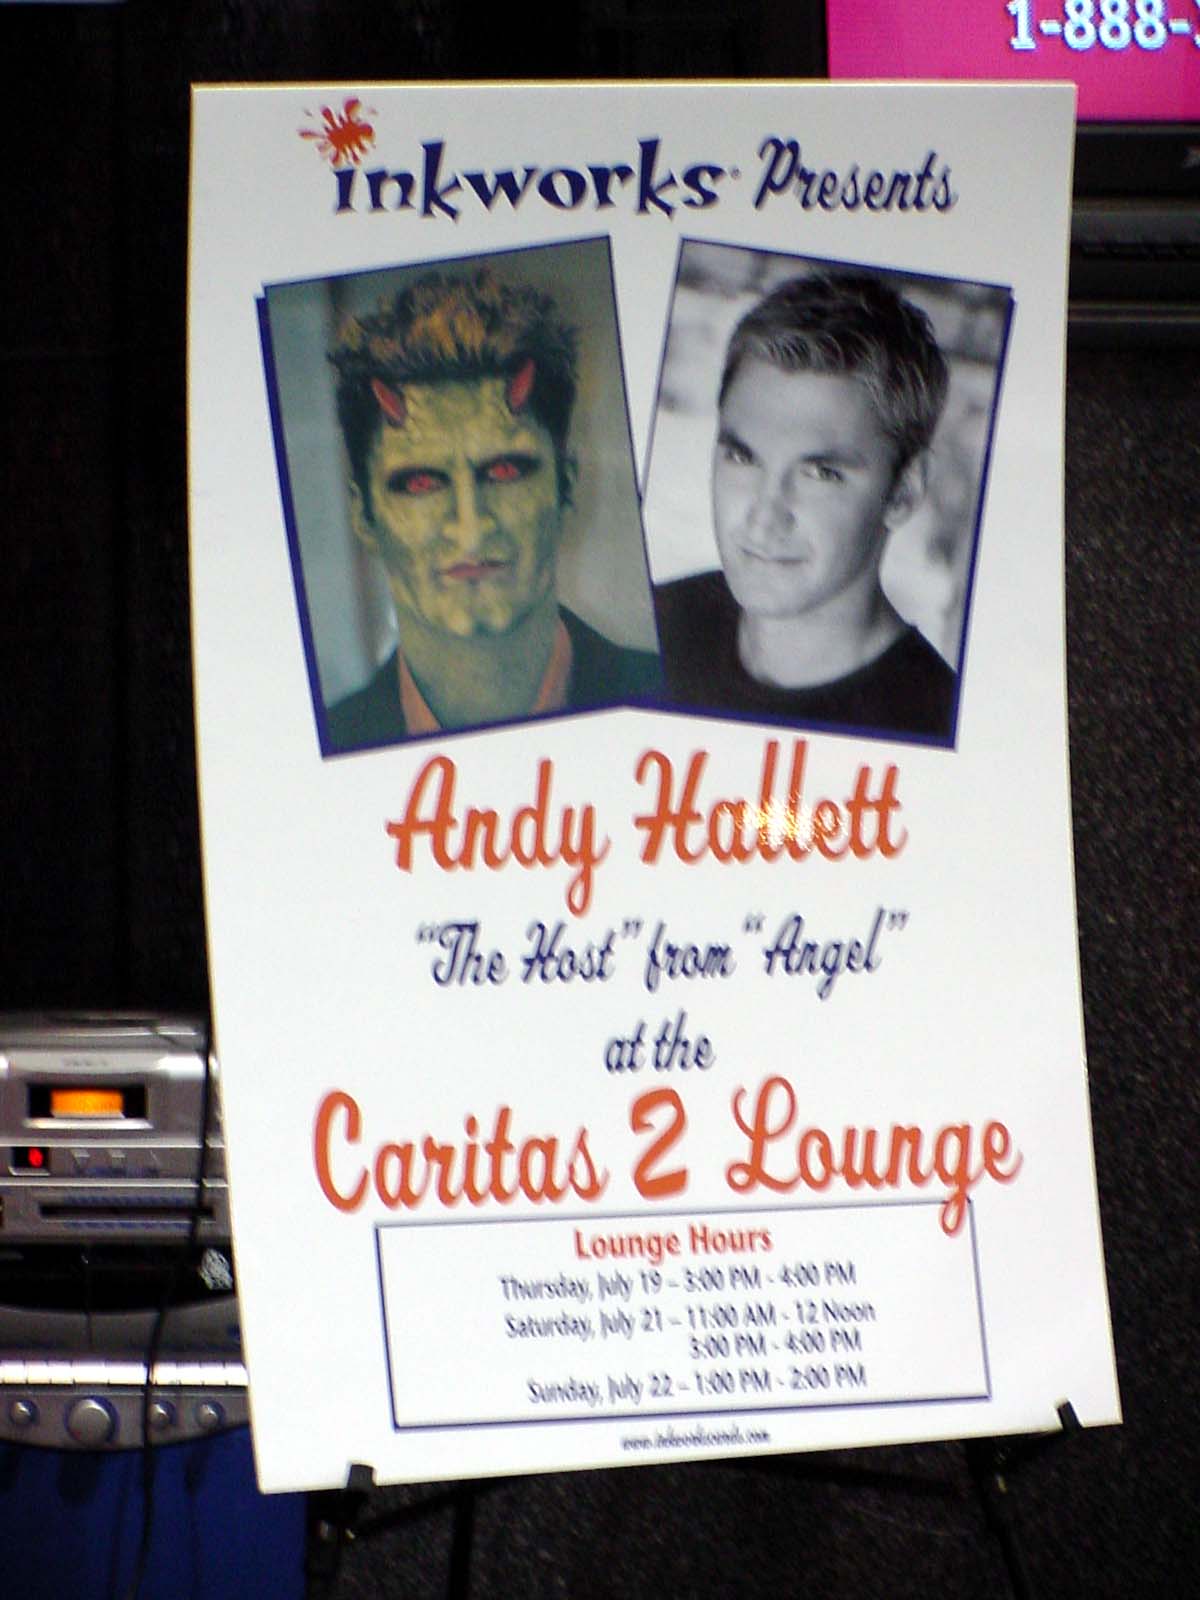 1-888-
inkworks® Presents
Andy Hallett
“The Host” from “Angel”
at the
Caritas 2 Lounge
Lounge Hours
Thursday, July 19 – 3:00 PM - 4:00 PM
Saturday, July 21 – 11:00 AM - 12 Noon
3:00 PM - 4:00 PM
Sunday, July 22 – 1:00 PM - 2:00 PM